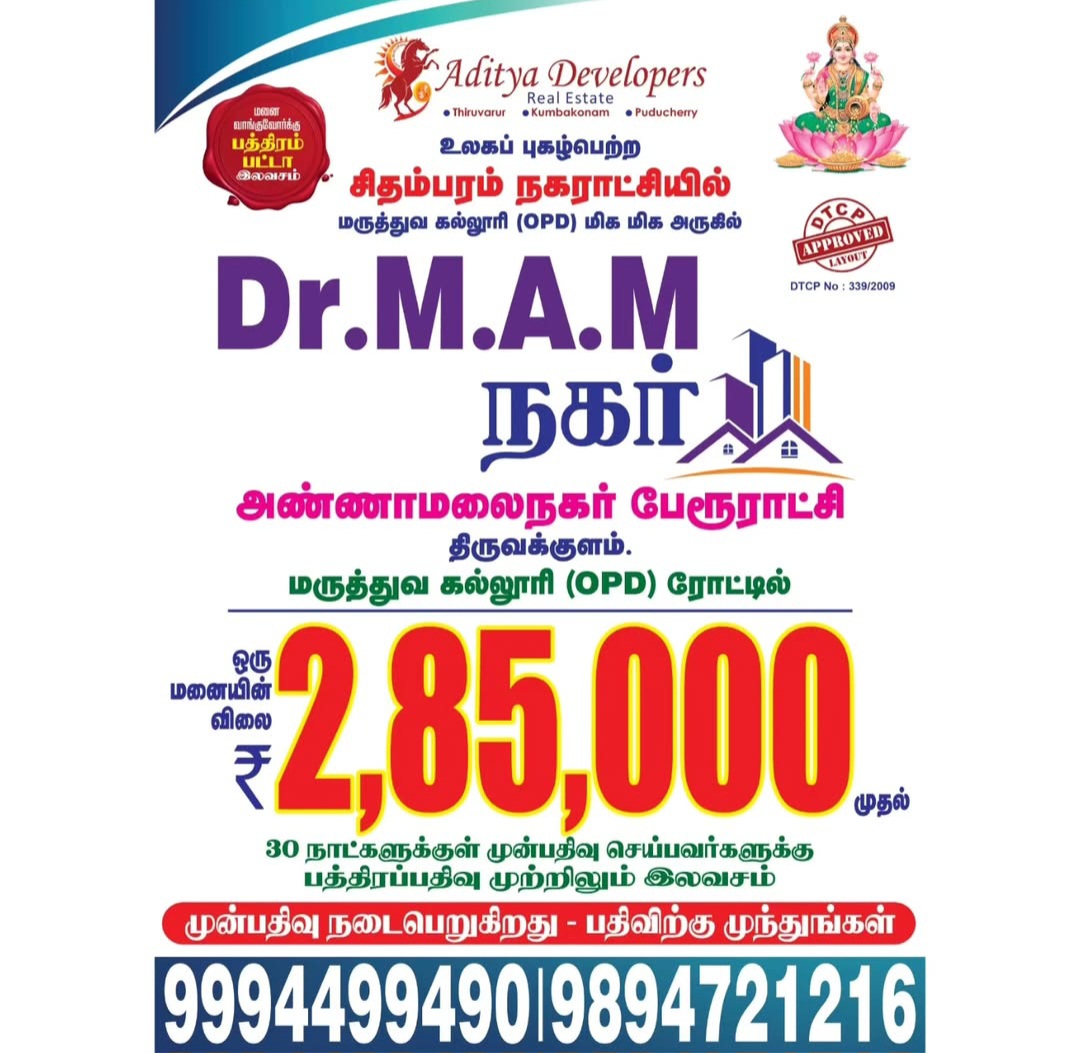 Aditya Developers
Real Estate
• Thiruvarur • Kumbakonam • Puducherry
மனை
வாங்குவோர்க்கு
பத்திரம்
பட்டா
இலவசம்
உலகப் புகழ்பெற்ற
சிதம்பரம் நகராட்சியில்
மருத்துவ கல்லூரி (OPD) மிக மிக அருகில்
DTCP
APPROVED
LAYOUT
DTCP No : 339/2009
Dr.M.A.M
நகர்
அண்ணாமலைநகர் பேரூராட்சி
திருவக்குளம்.
மருத்துவ கல்லூரி (OPD) ரோட்டில்
ஒரு
மனையின்
விலை
₹ 2,85,000 முதல்
30 நாட்களுக்குள் முன்பதிவு செய்பவர்களுக்கு
பத்திரப்பதிவு முற்றிலும் இலவசம்
முன்பதிவு நடைபெறுகிறது - பதிவிற்கு முந்துங்கள்
9994499490|9894721216